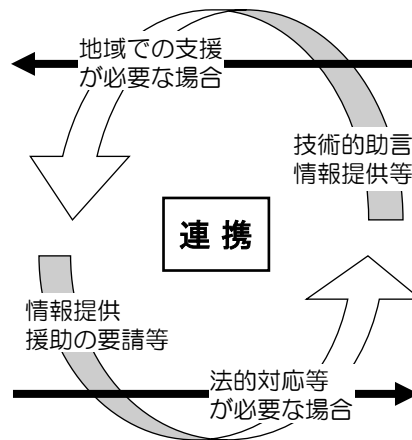 地域での支援
が必要な場合
技術的助言
情報提供等
連携
情報提供
援助の要請等
法的対応等
が必要な場合